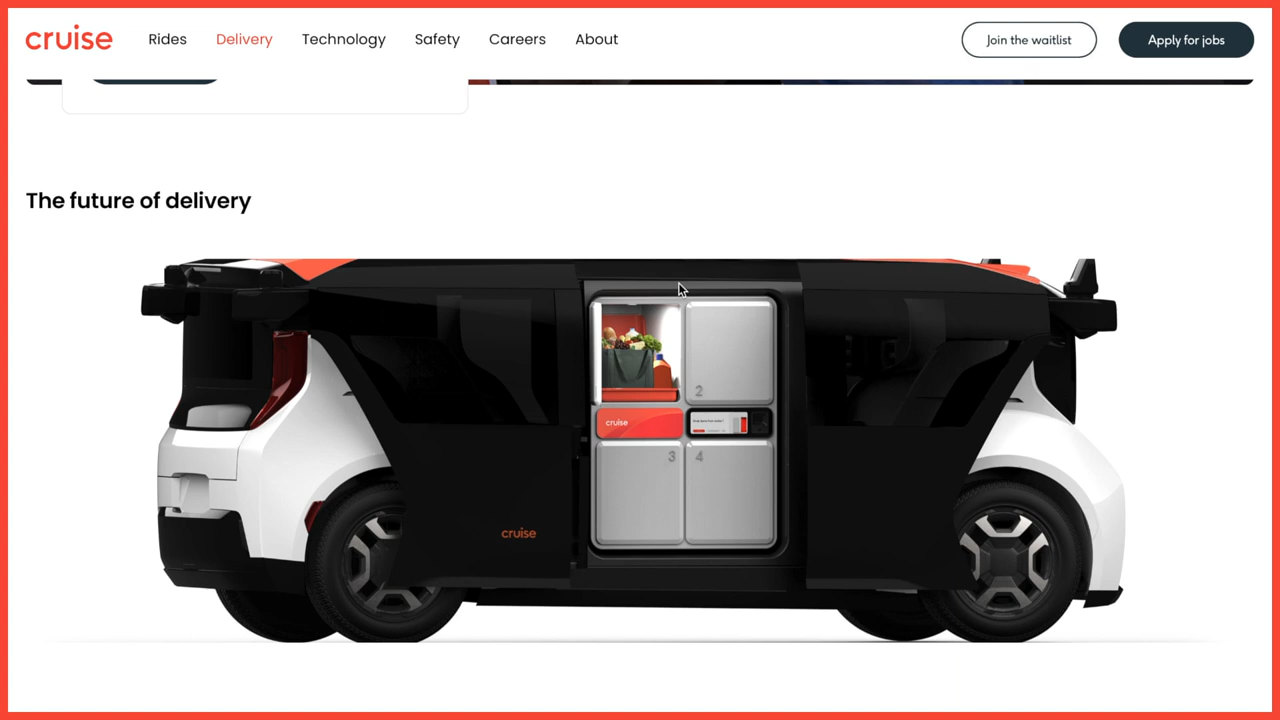 cruise
Rides
Delivery
Technology
Safety
Careers
About
Join the waitlist
Apply for jobs
The future of delivery
2
cruise
3
4
cruise